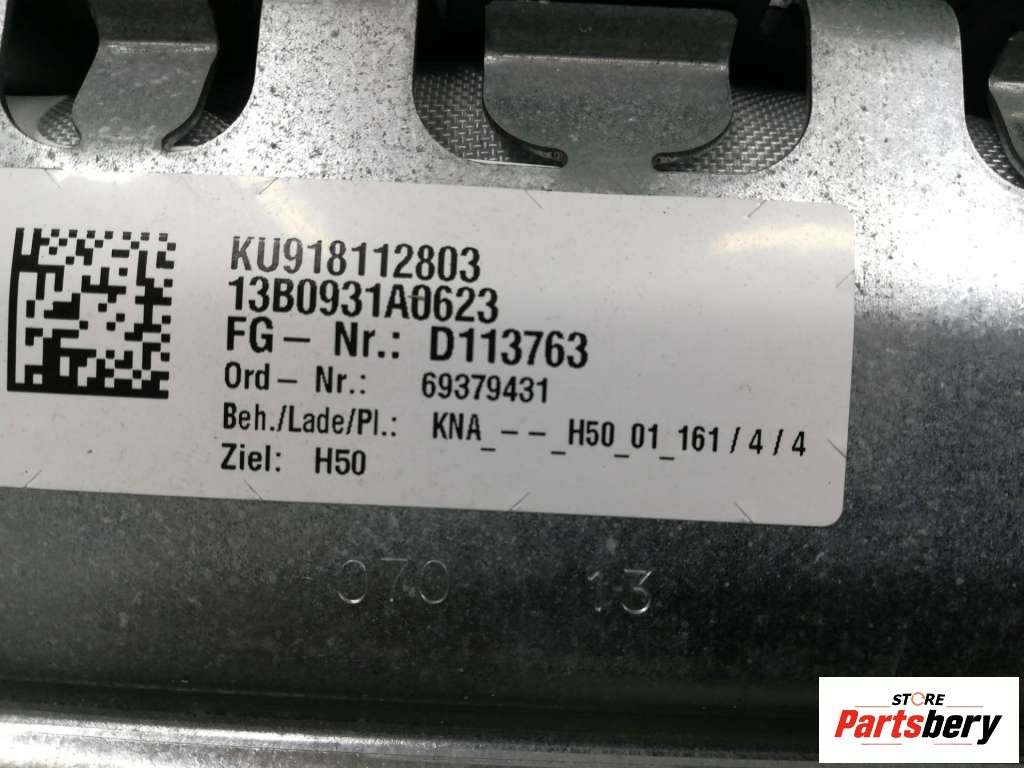 KU918112803
13B0931A0623
FG – Nr.: D113763
Ord – Nr.: 69379431
Beh./Lade/Pl.: KNA_ – – _H50_01_161 / 4 / 4
Ziel: H50
070 13
STORE
Partsbery